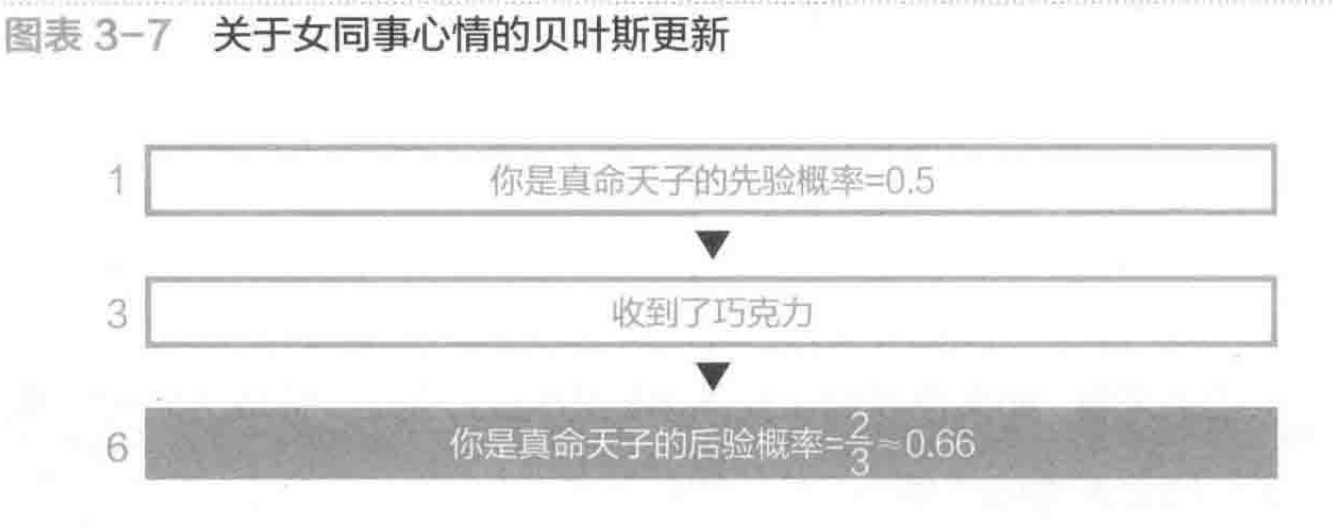 图表 3-7 关于女同事心情的贝叶斯更新
1 你是真命天子的先验概率=0.5
▼
3 收到了巧克力
▼
6 你是真命天子的后验概率=2/3≈0.66